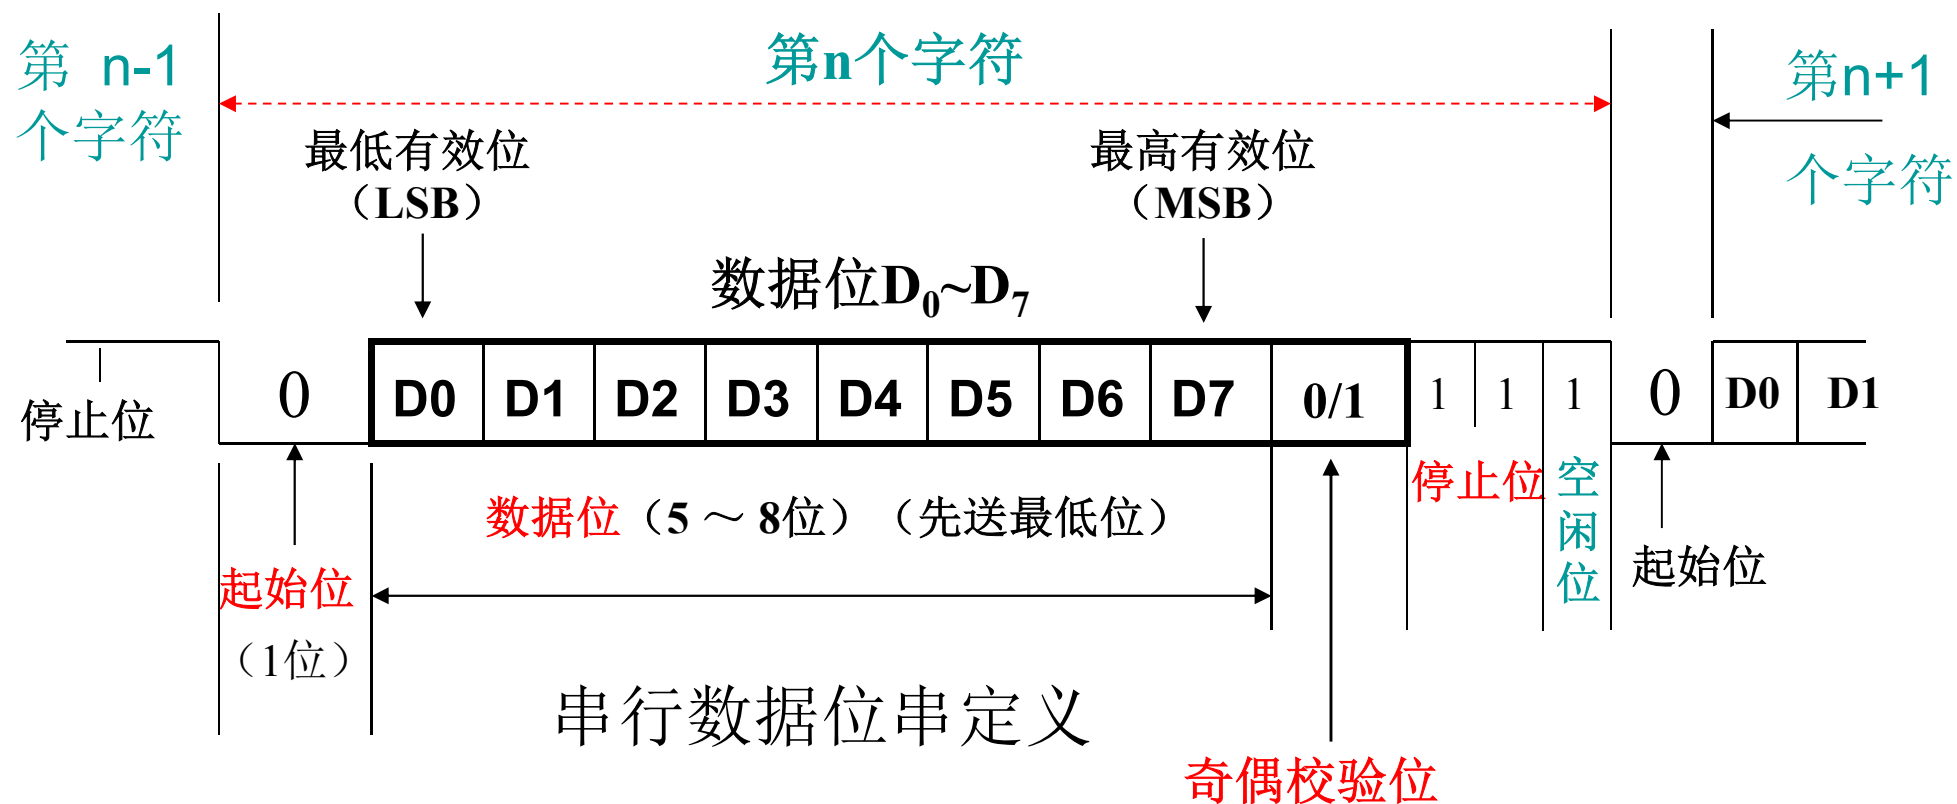 第 n-1
个字符
第n个字符
第n+1
个字符
最低有效位
（LSB）
最高有效位
（MSB）
数据位D0~D7
停止位
0 D0 D1 D2 D3 D4 D5 D6 D7 0/1 1 1 1 0 D0 D1
起始位
（1位）
数据位（5 ～ 8位）（先送最低位）
停止位
空
闲
位
起始位
串行数据位串定义
奇偶校验位